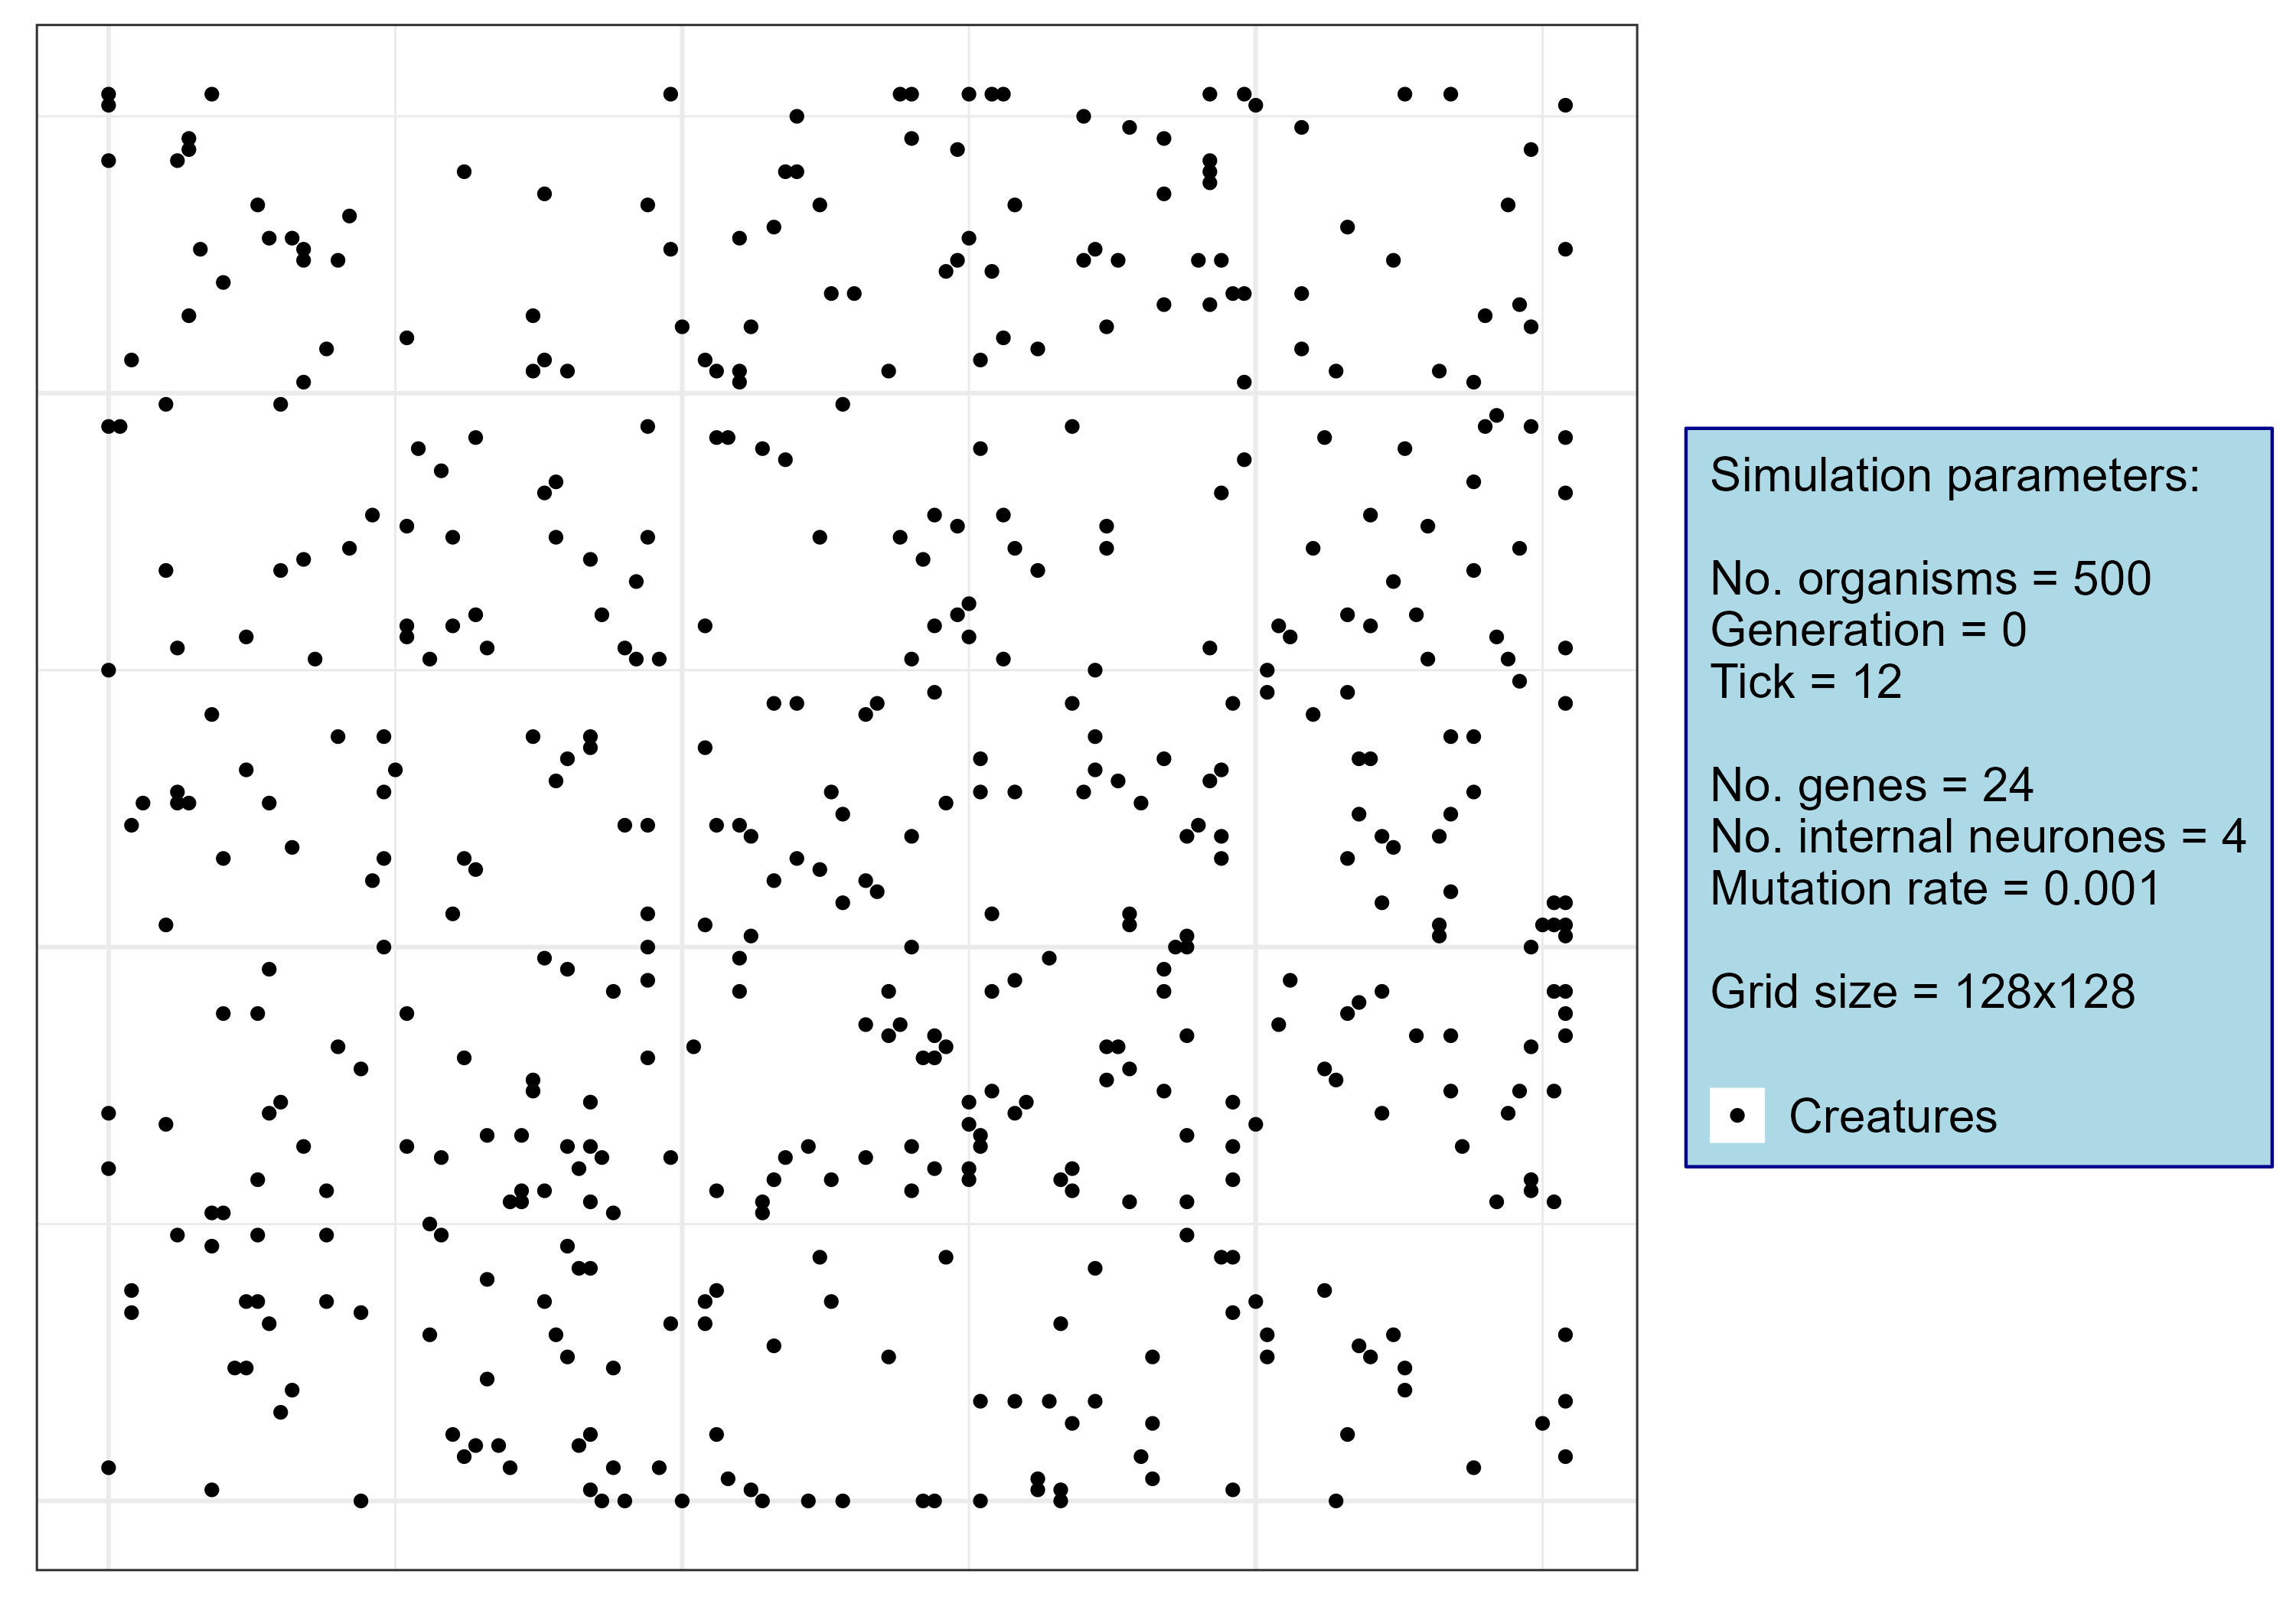 Simulation parameters:
No. organisms = 500
Generation = 0
Tick = 12
No. genes = 24
No. internal neurones = 4
Mutation rate = 0.001
Grid size = 128x128
Creatures